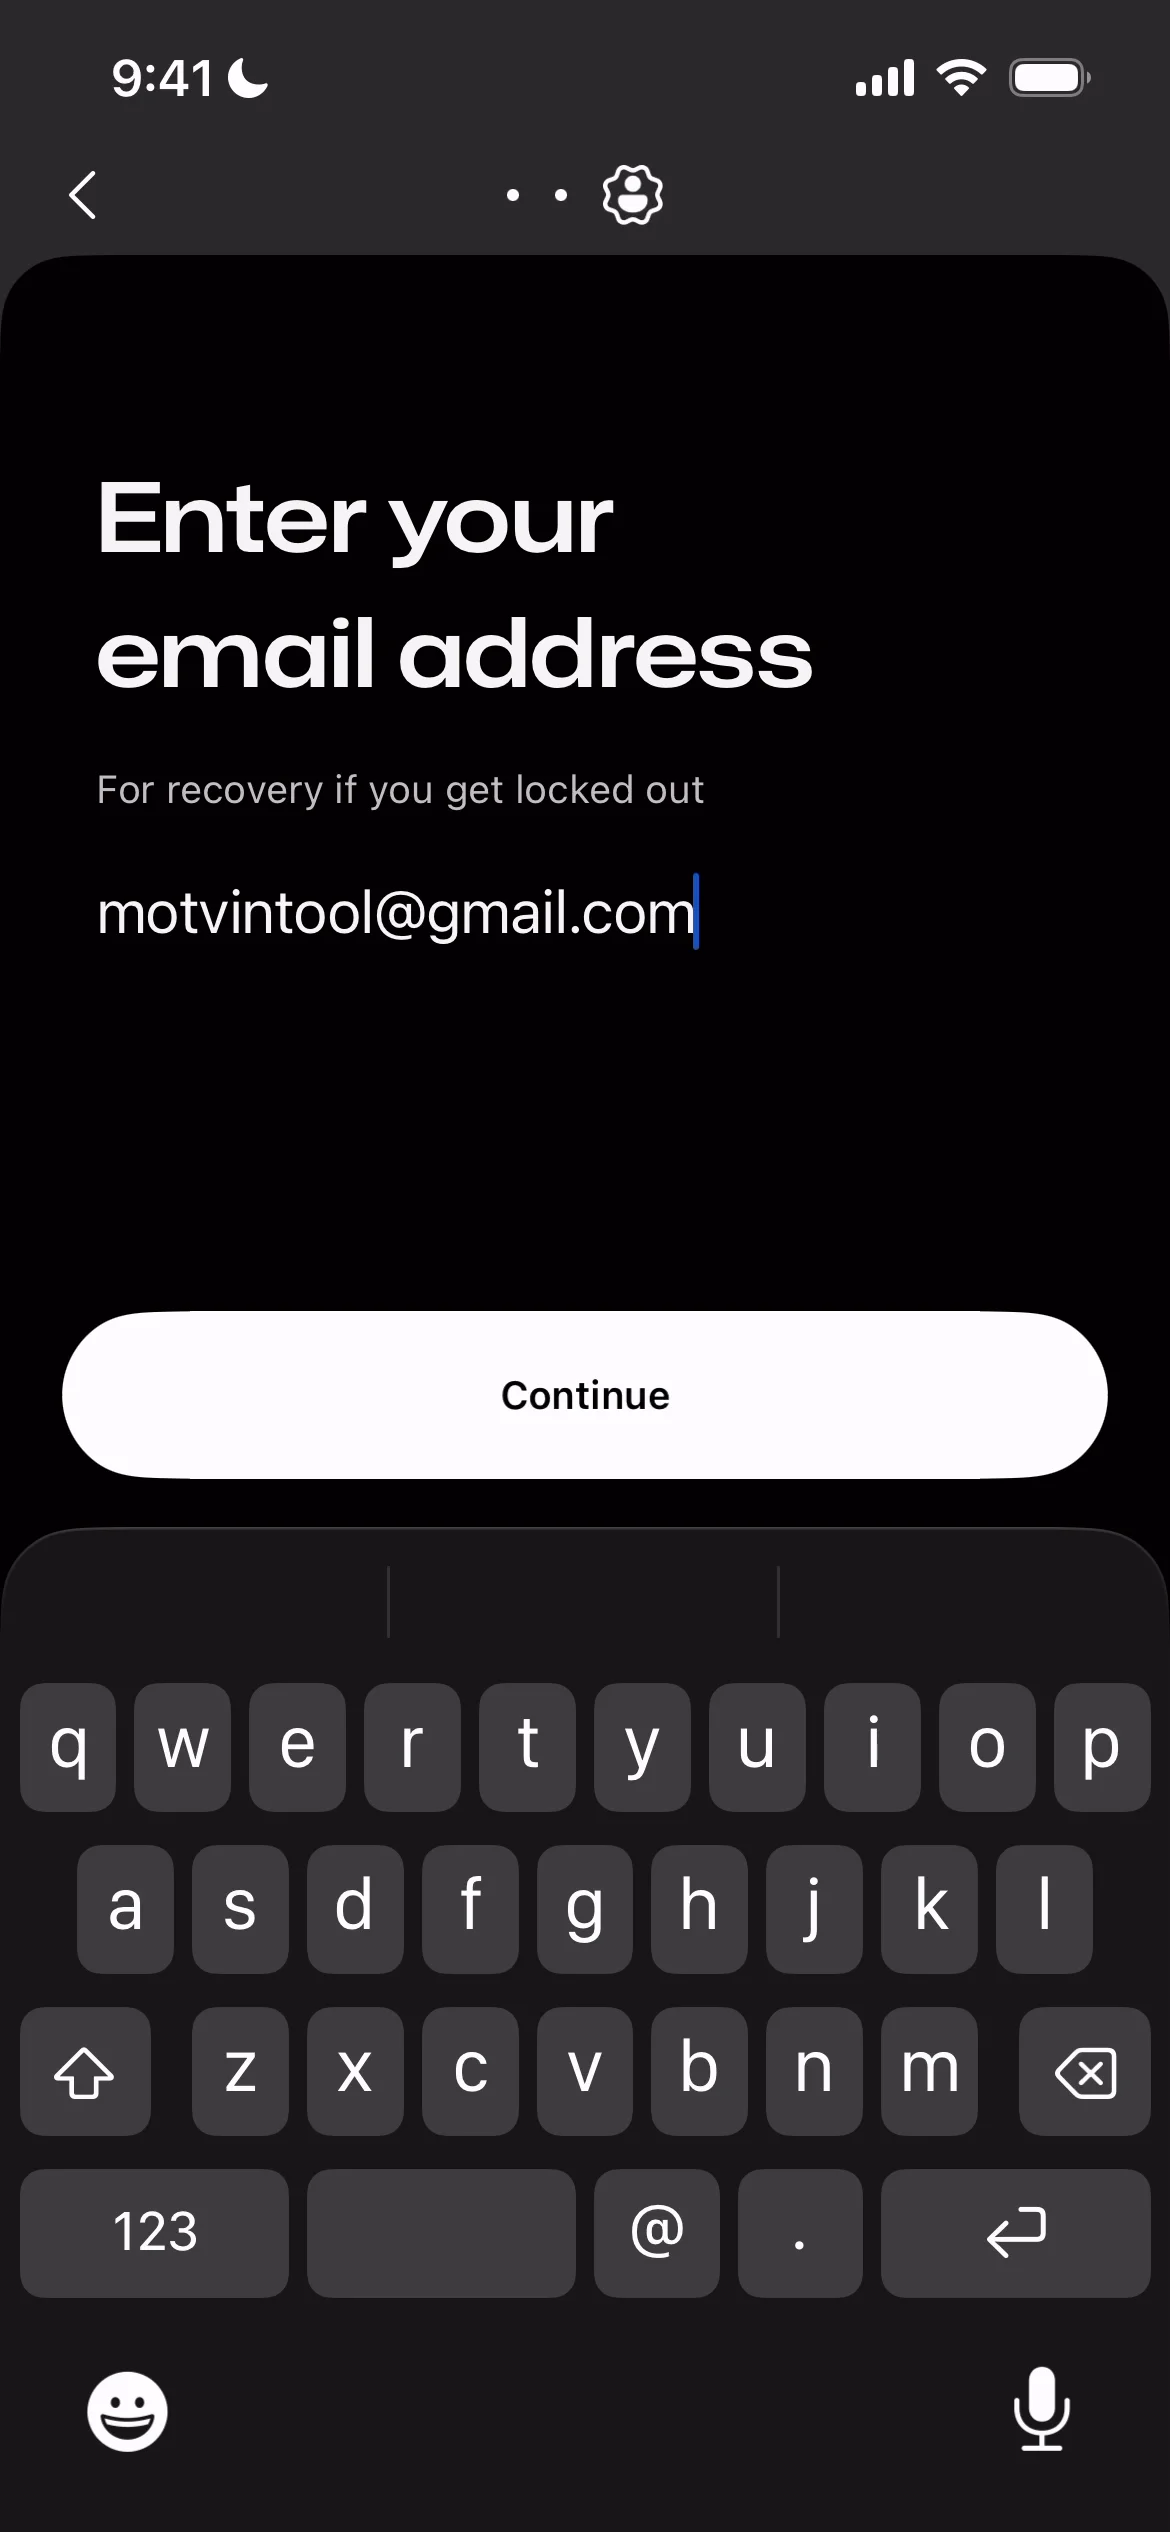 9:41
Enter your
email address
For recovery if you get locked out
motvintool@gmail.com
Continue
q w e r t y u i o p
a s d f g h j k l
z x c v b n m
123 @ .